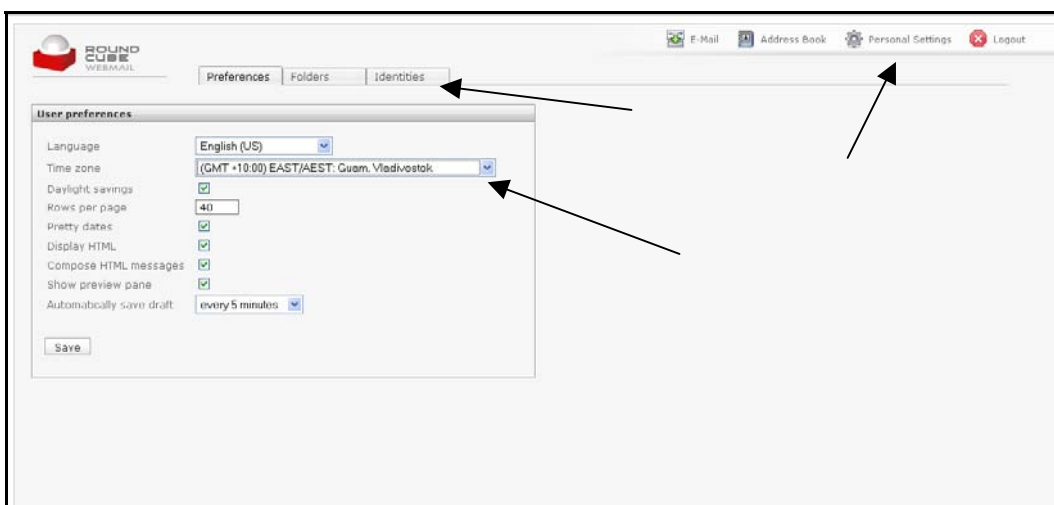 ROUND
CUBE
WEBMAIL
E-Mail Address Book Personal Settings Logout
Preferences Folders Identities
User preferences
Language English (US)
Time zone (GMT +10:00) EAST/AEST: Guam, Vladivostok
Daylight savings
Rows per page 40
Pretty dates
Display HTML
Compose HTML messages
Show preview pane
Automatically save draft every 5 minutes
Save